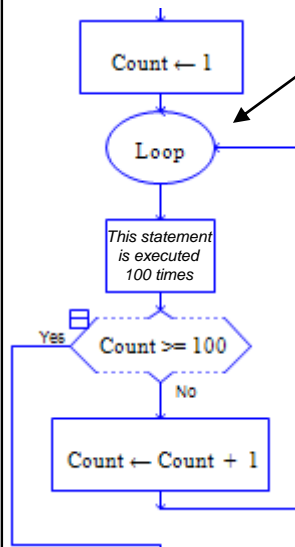 Count ← 1
Loop
This statement
is executed
100 times
Yes
Count >= 100
No
Count ← Count + 1